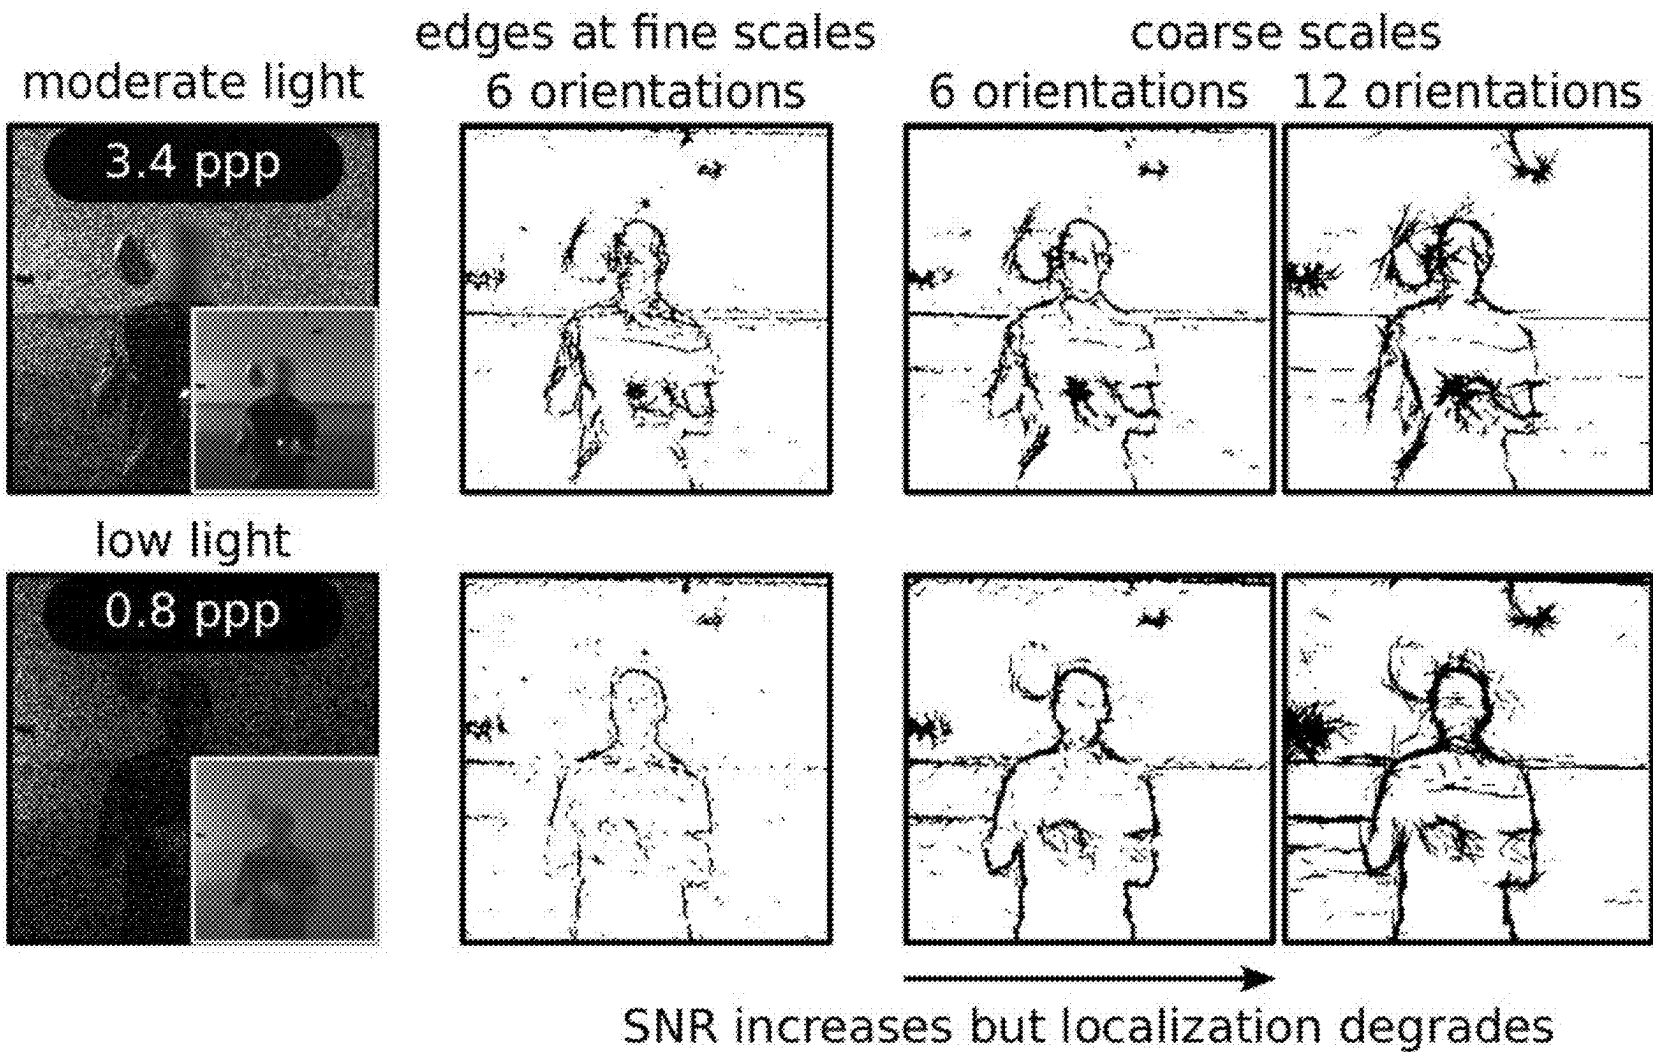 edges at fine scales
coarse scales
moderate light
6 orientations
6 orientations
12 orientations
3.4 ppp
low light
0.8 ppp
SNR increases but localization degrades